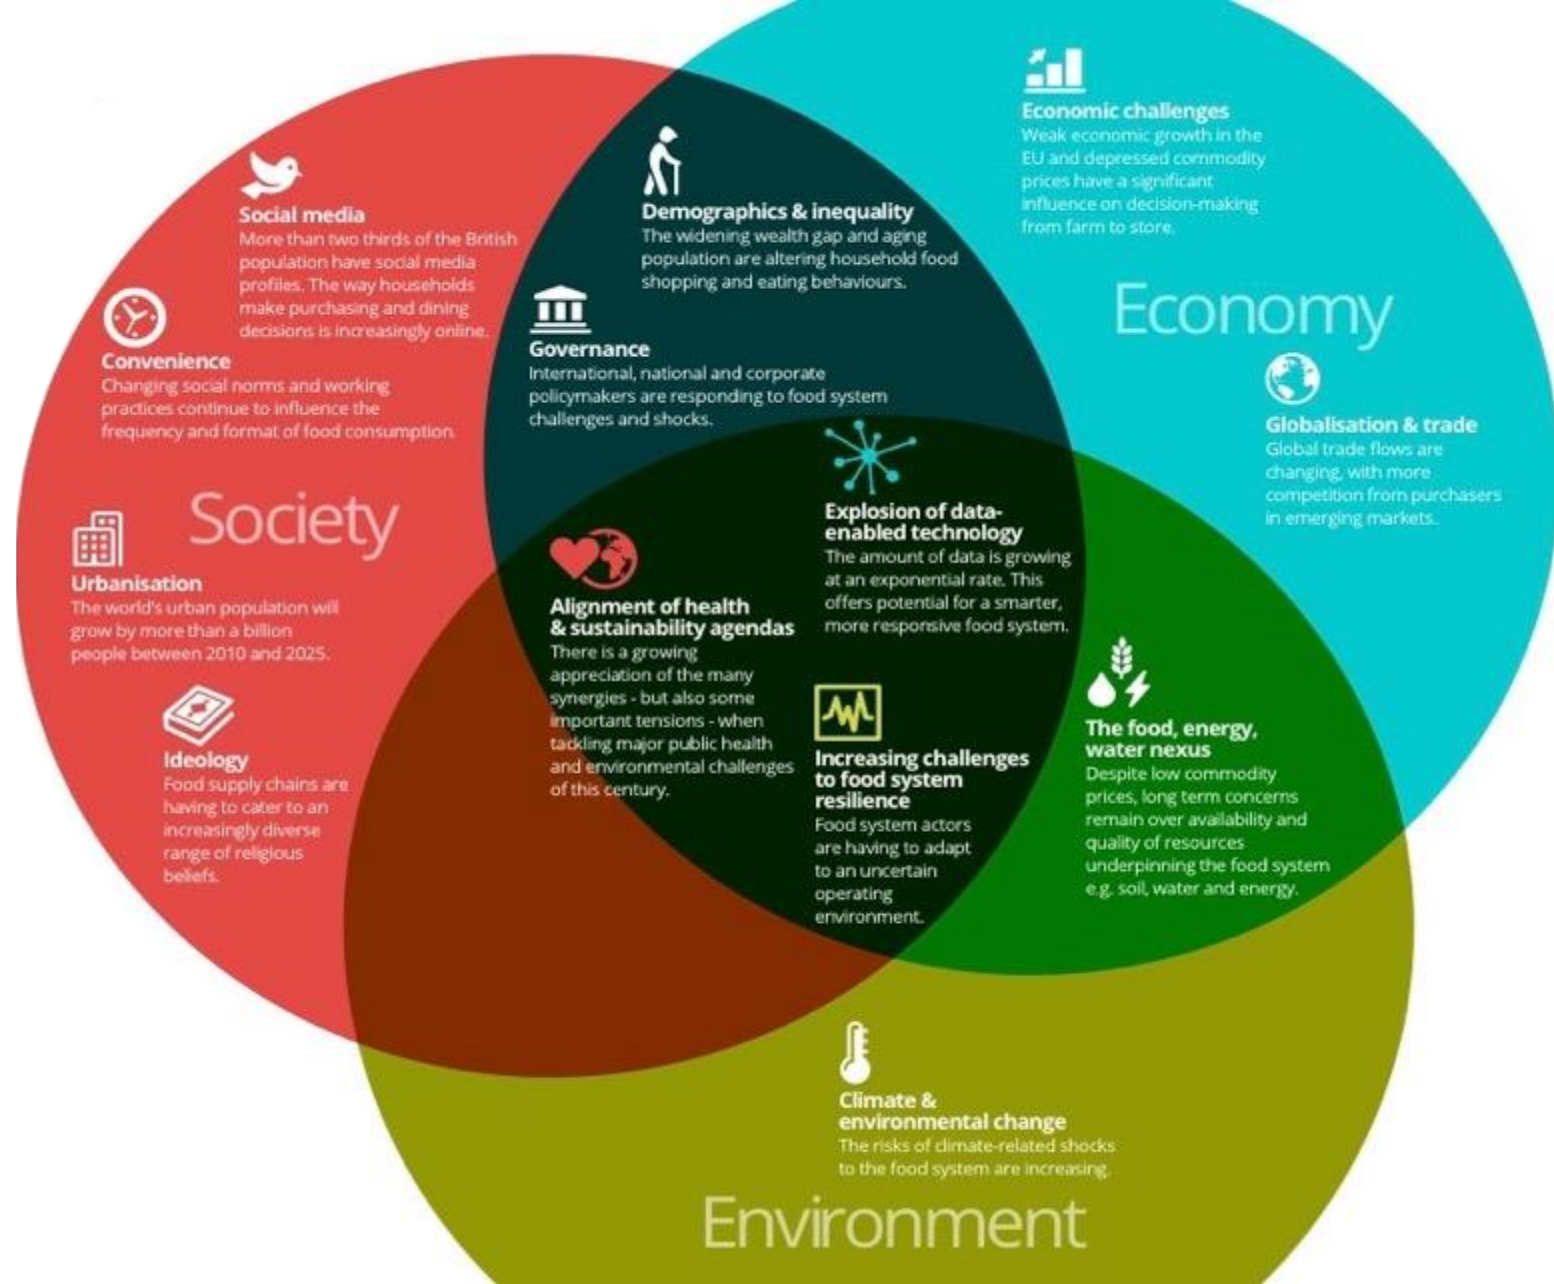 Economic challenges
Weak economic growth in the
EU and depressed commodity
prices have a significant
influence on decision-making
from farm to store.
Social media
More than two thirds of the British
population have social media
profiles. The way households
make purchasing and dining
decisions is increasingly online.
Demographics & inequality
The widening wealth gap and aging
population are altering household food
shopping and eating behaviours.
Economy
Convenience
Changing social norms and working
practices continue to influence the
frequency and format of food consumption.
Governance
International, national and corporate
policymakers are responding to food system
challenges and shocks.
Globalisation & trade
Global trade flows are
changing, with more
competition from purchasers
in emerging markets.
Society
Explosion of data-
enabled technology
The amount of data is growing
at an exponential rate. This
offers potential for a smarter,
more responsive food system.
Urbanisation
The world's urban population will
grow by more than a billion
people between 2010 and 2025.
Alignment of health
& sustainability agendas
There is a growing
appreciation of the many
synergies - but also some
important tensions - when
tackling major public health
and environmental challenges
of this century.
The food, energy,
water nexus
Despite low commodity
prices, long term concerns
remain over availability and
quality of resources
underpinning the food system
e.g. soil, water and energy.
Ideology
Food supply chains are
having to cater to an
increasingly diverse
range of religious
beliefs.
Increasing challenges
to food system
resilience
Food system actors
are having to adapt
to an uncertain
operating
environment.
Climate &
environmental change
The risks of climate-related shocks
to the food system are increasing.
Environment